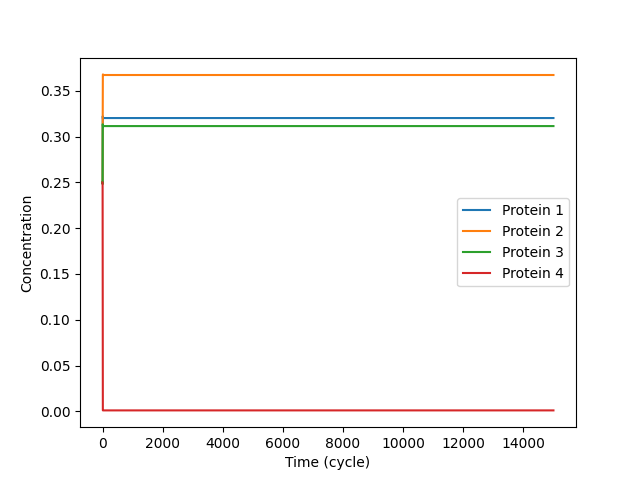 0.35
0.30
0.25
0.20
0.15
0.10
0.05
0.00
Concentration
Protein 1
Protein 2
Protein 3
Protein 4
0 2000 4000 6000 8000 10000 12000 14000
Time (cycle)